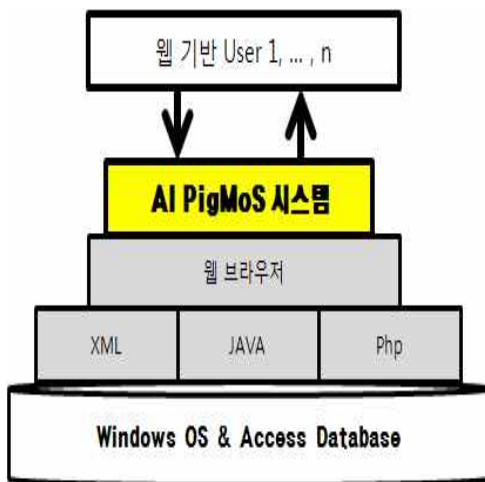 웹 기반 User 1, ... , n
AI PigMoS 시스템
웹 브라우저
XML JAVA Php
Windows OS & Access Database